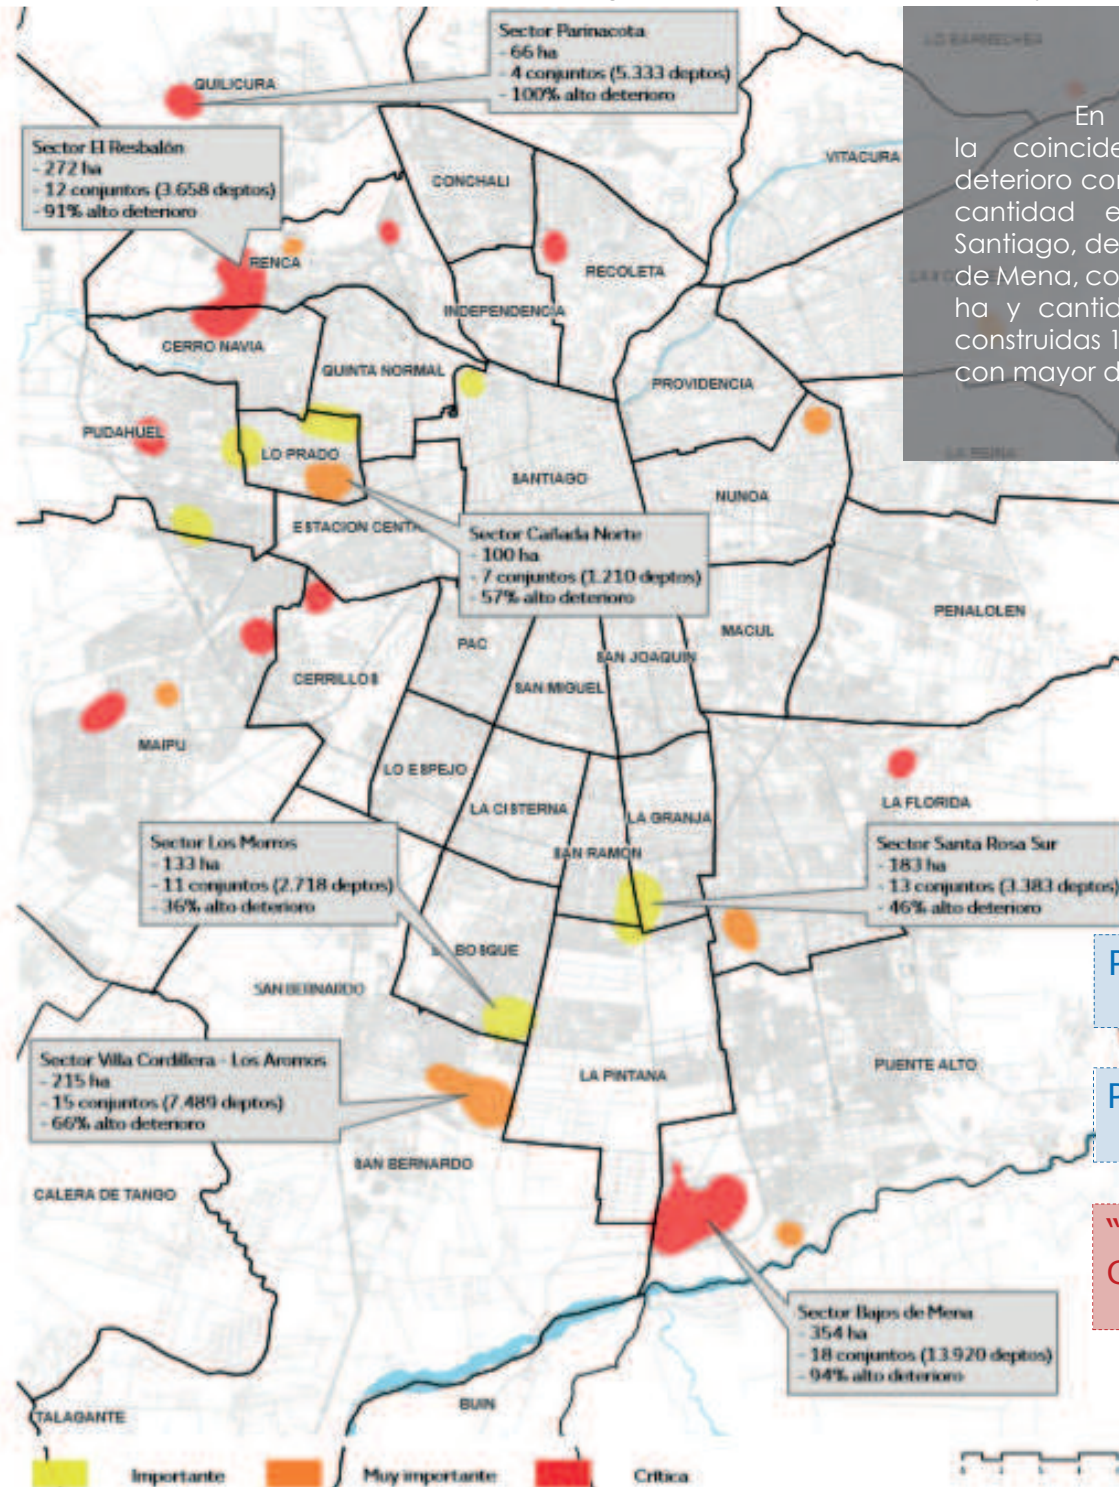 Sector Parinacota
- 66 ha
- 4 conjuntos (5.333 deptos)
- 100% alto deterioro
LO BARNECHEA
QUILICURA
En
la coincide
deterioro con
cantidad e
Santiago, de
de Mena, co
ha y cantid
construidas 1
con mayor d
Sector El Resbalón
- 272 ha
- 12 conjuntos (3.658 deptos)
- 91% alto deterioro
VITACURA
CONCHALI
RENCA
RECOLETA
INDEPENDENCIA
CERRO NAVIA
QUINTA NORMAL
PROVIDENCIA
PUDAHUEL
LO PRADO
LA REINA
SANTIAGO
NUNOA
ESTACION CENTR
Sector Cañada Norte
- 100 ha
- 7 conjuntos (1.210 deptos)
- 57% alto deterioro
PENALOLEN
MACUL
PAC
SAN JOAQUIN
CERRILLOS
SAN MIGUEL
MAIPU
LO ESPEJO
LA CISTERNA
LA GRANJA
LA FLORIDA
SAN RAMON
Sector Los Morros
- 133 ha
- 11 conjuntos (2.718 deptos)
- 36% alto deterioro
Sector Santa Rosa Sur
- 183 ha
- 13 conjuntos (3.383 deptos)
- 46% alto deterioro
BOSQUE
SAN BERNARDO
P
Sector Villa Cordillera - Los Aromos
- 215 ha
- 15 conjuntos (7.489 deptos)
- 66% alto deterioro
LA PINTANA
PUENTE ALTO
P
SAN BERNARDO
CALERA DE TANGO
"
Sector Bajos de Mena
- 354 ha
- 18 conjuntos (13.920 deptos)
- 94% alto deterioro
BUIN
TALAGANTE
Importante
Muy importante
Crítica